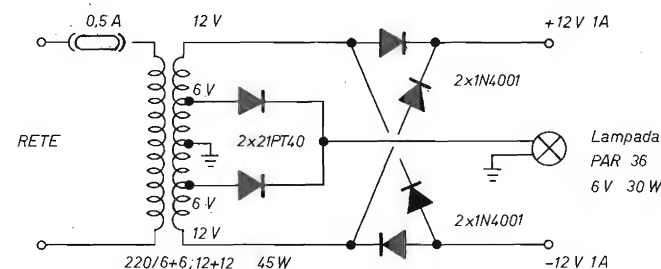 0,5 A
12 V
+12 V 1A
6 V
2x1N4001
RETE
2x21PT40
Lampada
PAR 36
6 V 30 W
6 V
2x1N4001
12 V
220/6+6;12+12 45 W
-12 V 1A